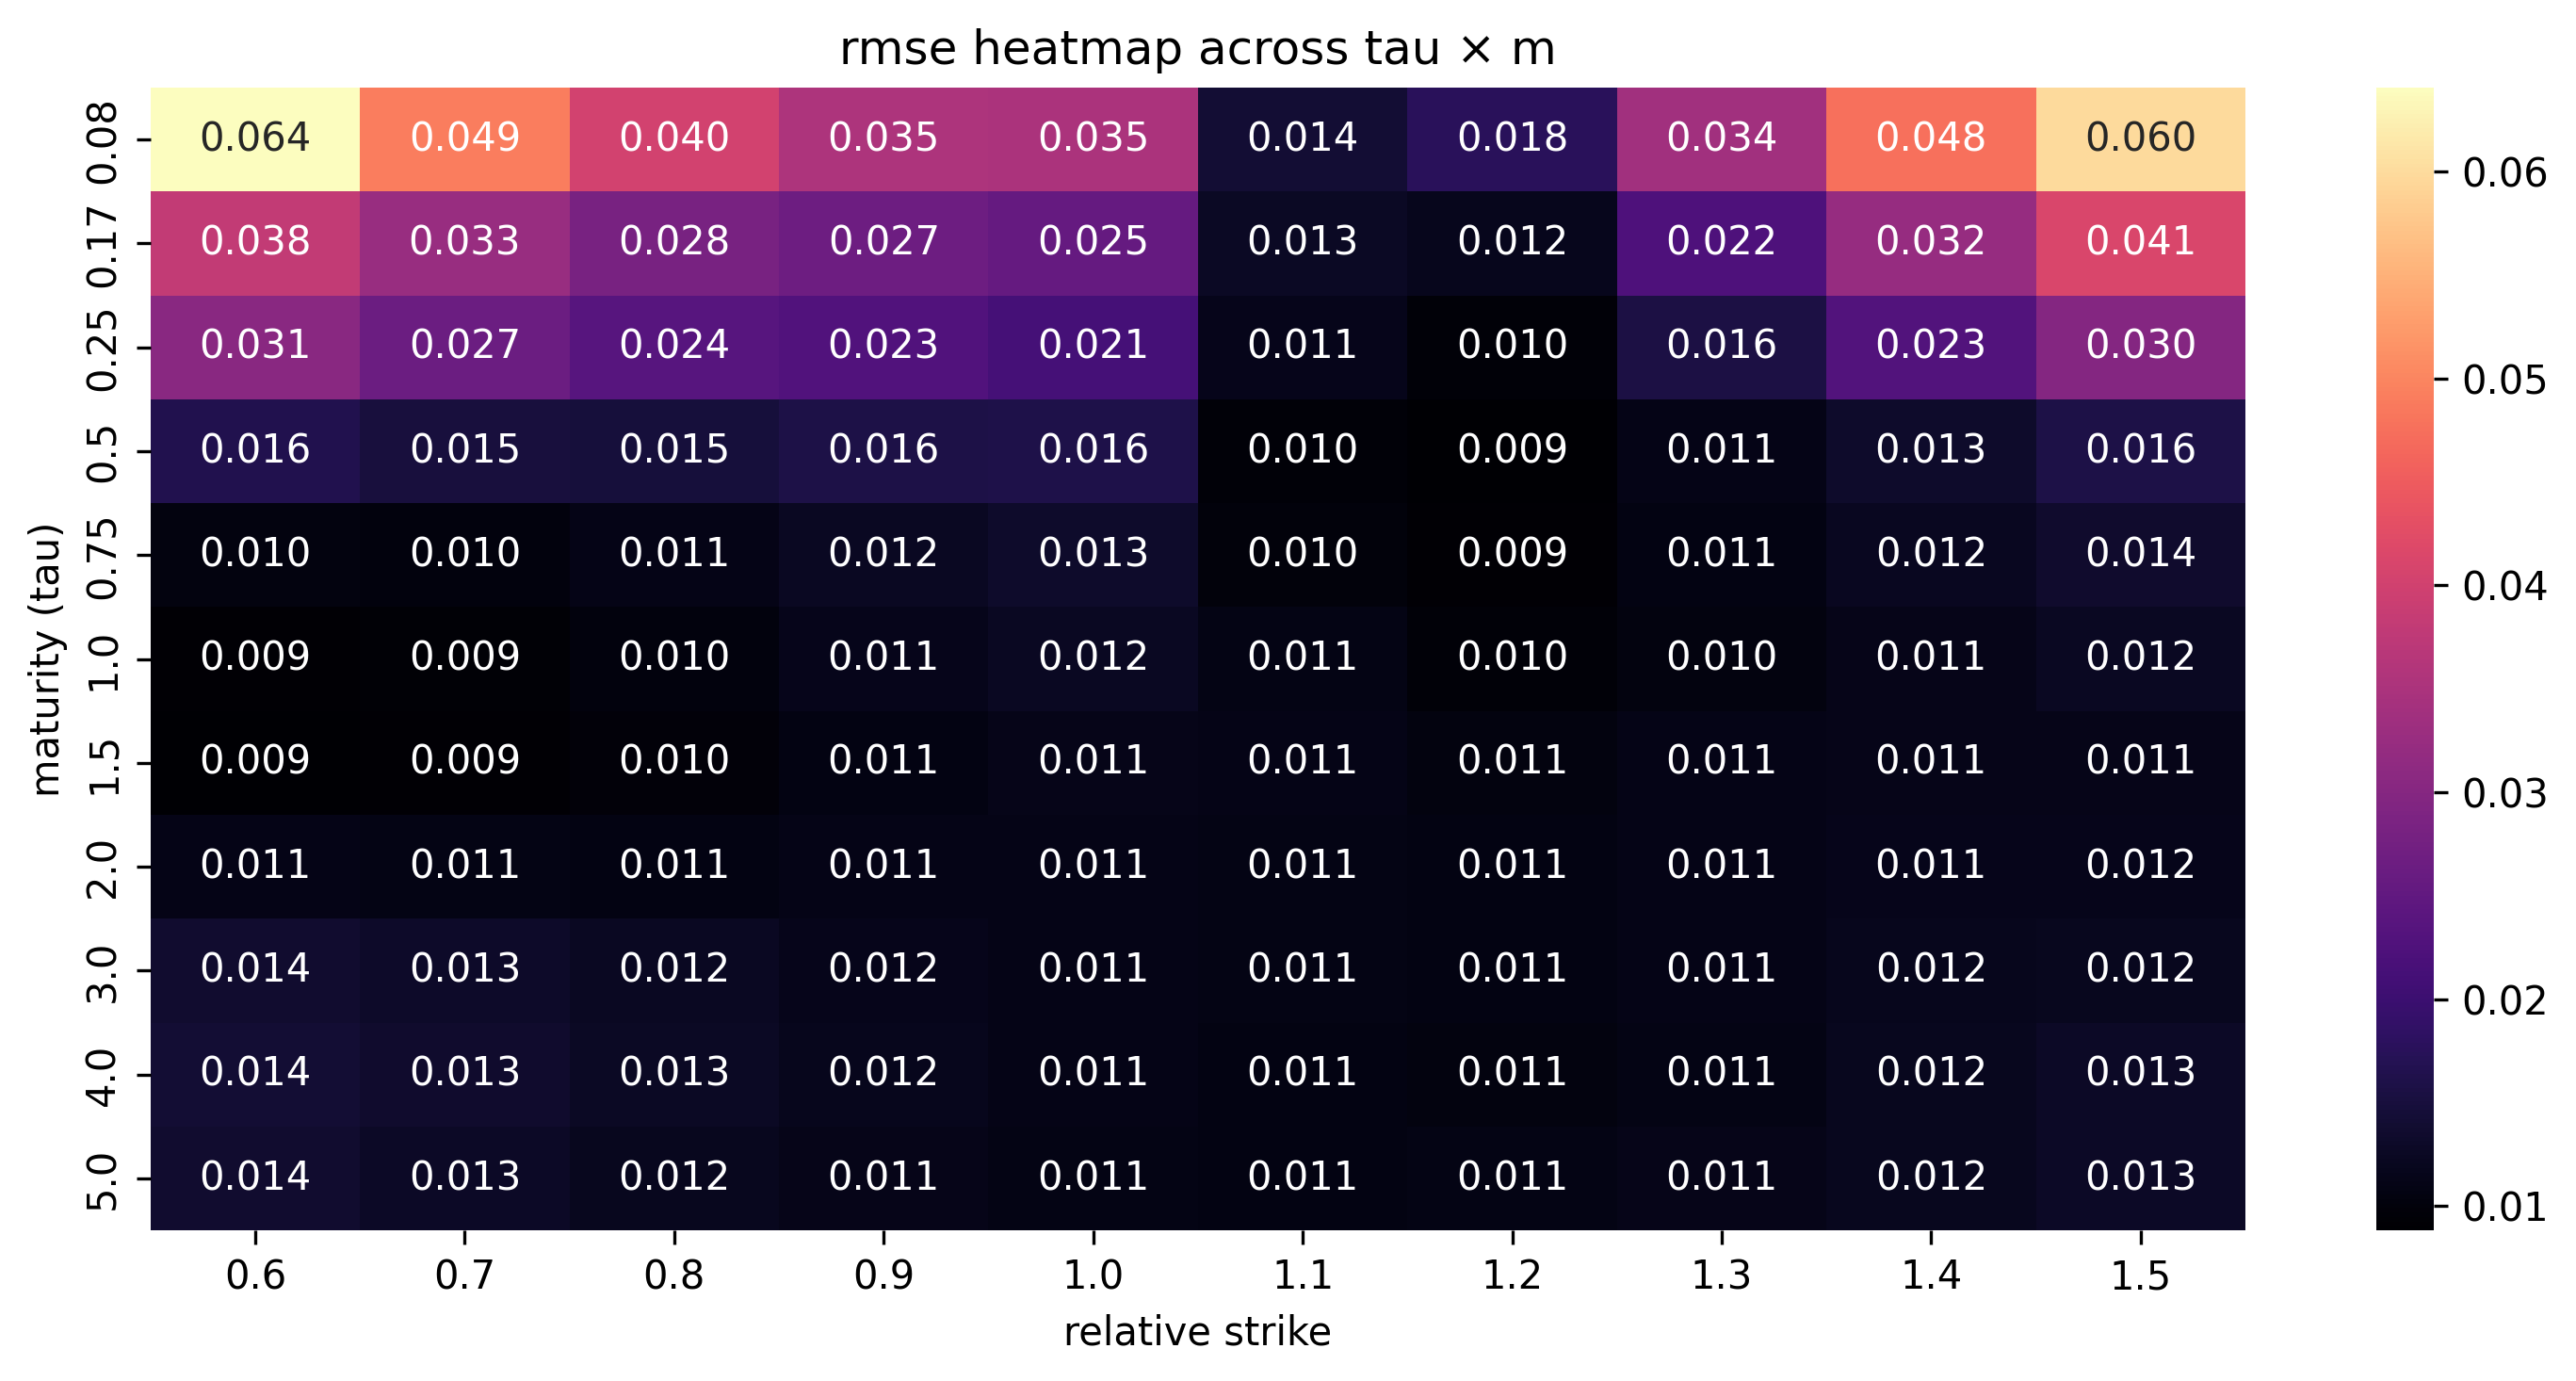 rmse heatmap across tau × m
maturity (tau)
0.08 0.064 0.049 0.040 0.035 0.035 0.014 0.018 0.034 0.048 0.060
0.17 0.038 0.033 0.028 0.027 0.025 0.013 0.012 0.022 0.032 0.041
0.25 0.031 0.027 0.024 0.023 0.021 0.011 0.010 0.016 0.023 0.030
0.5 0.016 0.015 0.015 0.016 0.016 0.010 0.009 0.011 0.013 0.016
0.75 0.010 0.010 0.011 0.012 0.013 0.010 0.009 0.011 0.012 0.014
1.0 0.009 0.009 0.010 0.011 0.012 0.011 0.010 0.010 0.011 0.012
1.5 0.009 0.009 0.010 0.011 0.011 0.011 0.011 0.011 0.011 0.011
2.0 0.011 0.011 0.011 0.011 0.011 0.011 0.011 0.011 0.011 0.012
3.0 0.014 0.013 0.012 0.012 0.011 0.011 0.011 0.011 0.012 0.012
4.0 0.014 0.013 0.013 0.012 0.011 0.011 0.011 0.011 0.012 0.013
5.0 0.014 0.013 0.012 0.011 0.011 0.011 0.011 0.011 0.012 0.013
0.6 0.7 0.8 0.9 1.0 1.1 1.2 1.3 1.4 1.5
relative strike
0.06
0.05
0.04
0.03
0.02
0.01